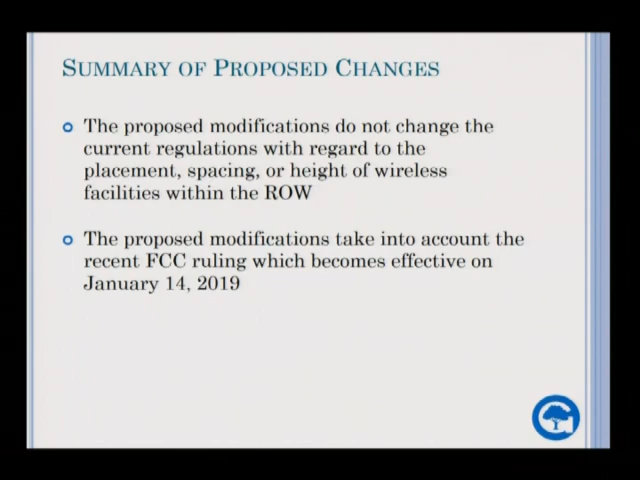 SUMMARY OF PROPOSED CHANGES
The proposed modifications do not change the
current regulations with regard to the
placement, spacing, or height of wireless
facilities within the ROW
The proposed modifications take into account the
recent FCC ruling which becomes effective on
January 14, 2019